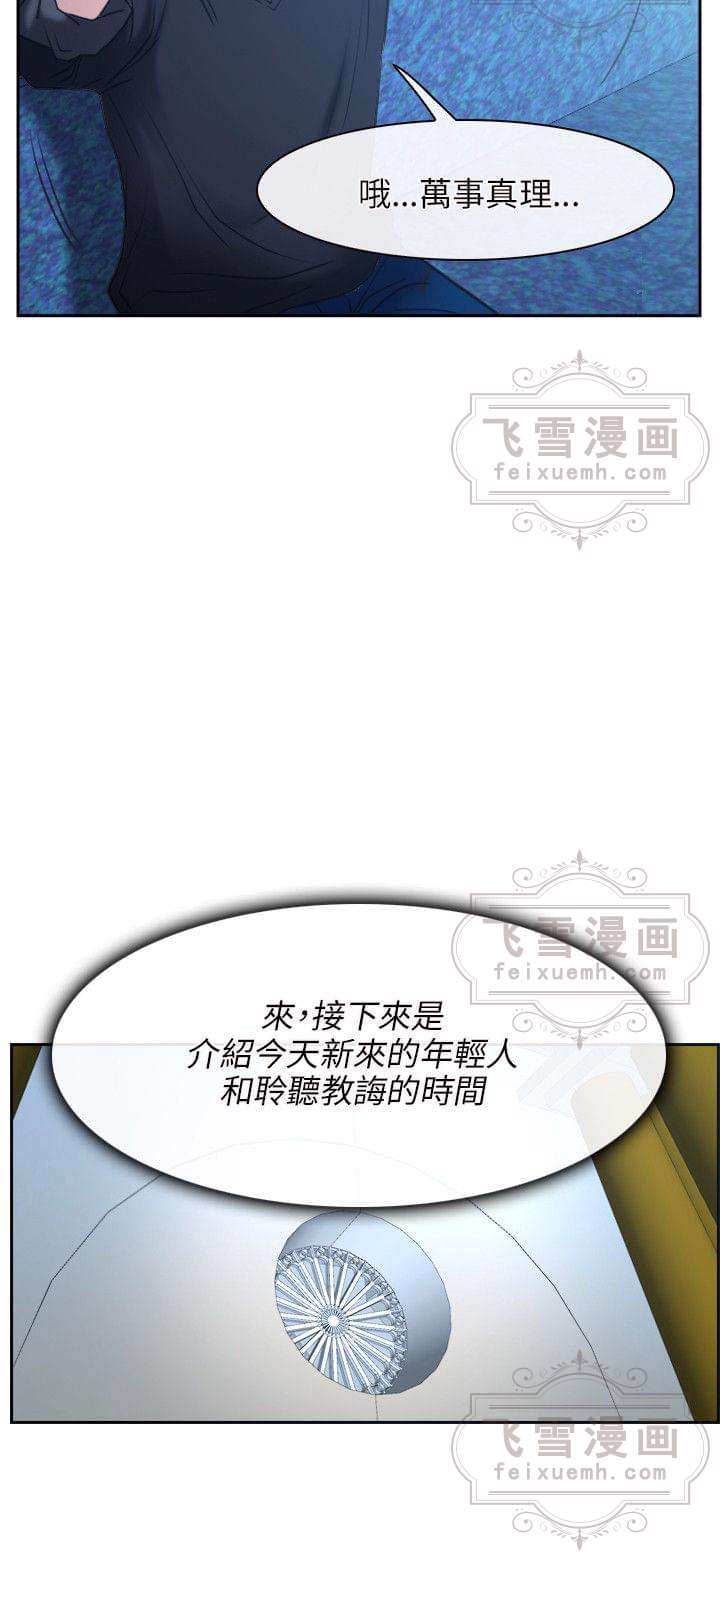 哦...萬事真理...
飞雪漫画
feixuemh.com
飞雪漫画
feixuemh.com
來，接下來是
介紹今天新來的年輕人
和聆聽教誨的時間
飞雪漫画
feixuemh.com